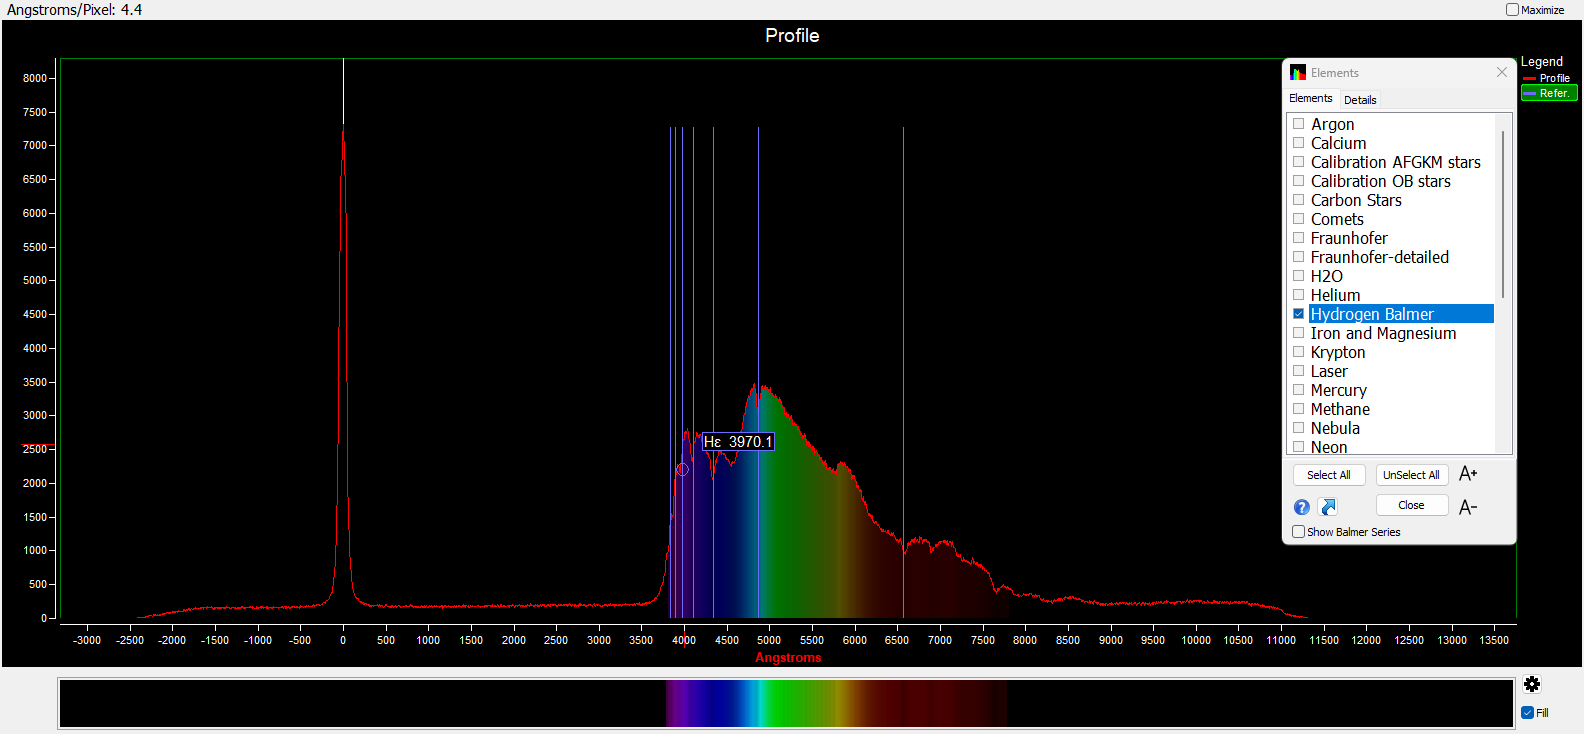 Angstroms/Pixel: 4.4
Maximize
Profile
Legend
Profile
Refer.
8000
7500
7000
6500
6000
5500
5000
4500
4000
3500
3000
2500
2000
1500
1000
500
0
Hε 3970.1
-3000 -2500 -2000 -1500 -1000 -500 0 500 1000 1500 2000 2500 3000 3500 4000 4500 5000 5500 6000 6500 7000 7500 8000 8500 9000 9500 10000 10500 11000 11500 12000 12500 13000 13500
Angstroms
Elements
Elements Details
Argon
Calcium
Calibration AFGKM stars
Calibration OB stars
Carbon Stars
Comets
Fraunhofer
Fraunhofer-detailed
H2O
Helium
Hydrogen Balmer
Iron and Magnesium
Krypton
Laser
Mercury
Methane
Nebula
Neon
Select All UnSelect All A+
? Close A-
Show Balmer Series
Fill